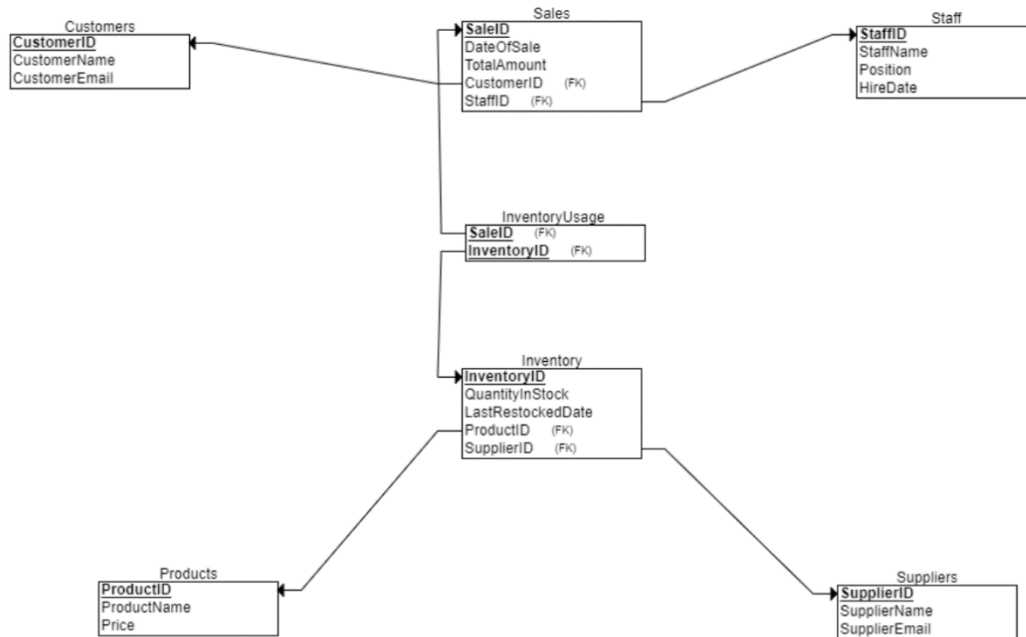 Customers
CustomerID
CustomerName
CustomerEmail
Sales
SaleID
DateOfSale
TotalAmount
CustomerID (FK)
StaffID (FK)
Staff
StaffID
StaffName
Position
HireDate
InventoryUsage
SaleID (FK)
InventoryID (FK)
Inventory
InventoryID
QuantityInStock
LastRestockedDate
ProductID (FK)
SupplierID (FK)
Products
ProductID
ProductName
Price
Suppliers
SupplierID
SupplierName
SupplierEmail